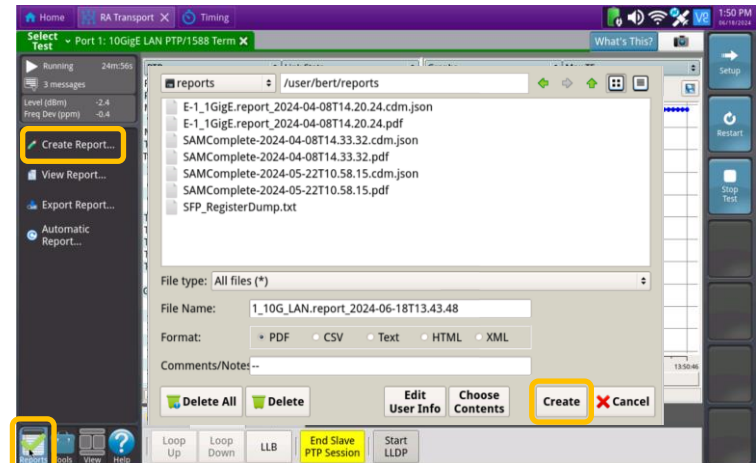 Home
RA Transport X
Timing
V2
1:50 PM
06/18/2024
Select
Test
Port 1: 10GigE LAN PTP/1588 Term X
What's This?
Running 24m:56s
3 messages
Level (dBm) -2.4
Freq Dev (ppm) -0.4
Create Report...
View Report...
Export Report...
Automatic
Report...
reports
/user/bert/reports
E-1_1GigE.report_2024-04-08T14.20.24.cdm.json
E-1_1GigE.report_2024-04-08T14.20.24.pdf
SAMComplete-2024-04-08T14.33.32.cdm.json
SAMComplete-2024-04-08T14.33.32.pdf
SAMComplete-2024-05-22T10.58.15.cdm.json
SAMComplete-2024-05-22T10.58.15.pdf
SFP_RegisterDump.txt
File type: All files (*)
File Name: 1_10G_LAN.report_2024-06-18T13.43.48
Format: PDF CSV Text HTML XML
Comments/Notes --
Delete All
Delete
Edit
User Info
Choose
Contents
Create
Cancel
13:50:46
Setup
Restart
Stop
Test
Reports
Tools
View
Help
Loop
Up
Loop
Down
LLB
End Slave
PTP Session
Start
LLDP